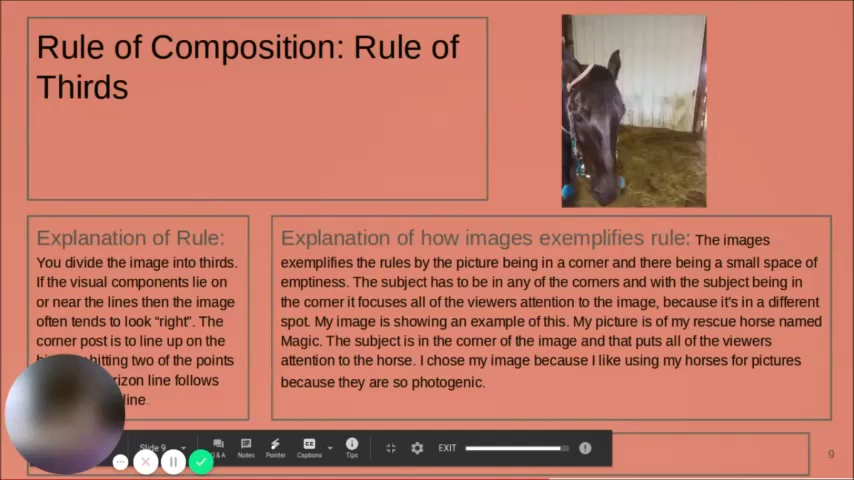 Rule of Composition: Rule of
Thirds
Explanation of Rule:
You divide the image into thirds.
If the visual components lie on
or near the lines then the image
often tends to look “right”. The
corner post is to line up on the
hitting two of the points
line follows
line.
Explanation of how images exemplifies rule: The images
exemplifies the rules by the picture being in a corner and there being a small space of
emptiness. The subject has to be in any of the corners and with the subject being in
the corner it focuses all of the viewers attention to the image, because it's in a different
spot. My image is showing an example of this. My picture is of my rescue horse named
Magic. The subject is in the corner of the image and that puts all of the viewers
attention to the horse. I chose my image because I like using my horses for pictures
because they are so photogenic.
Slide 9
Notes
Pointer
Captions
Tips
EXIT
9